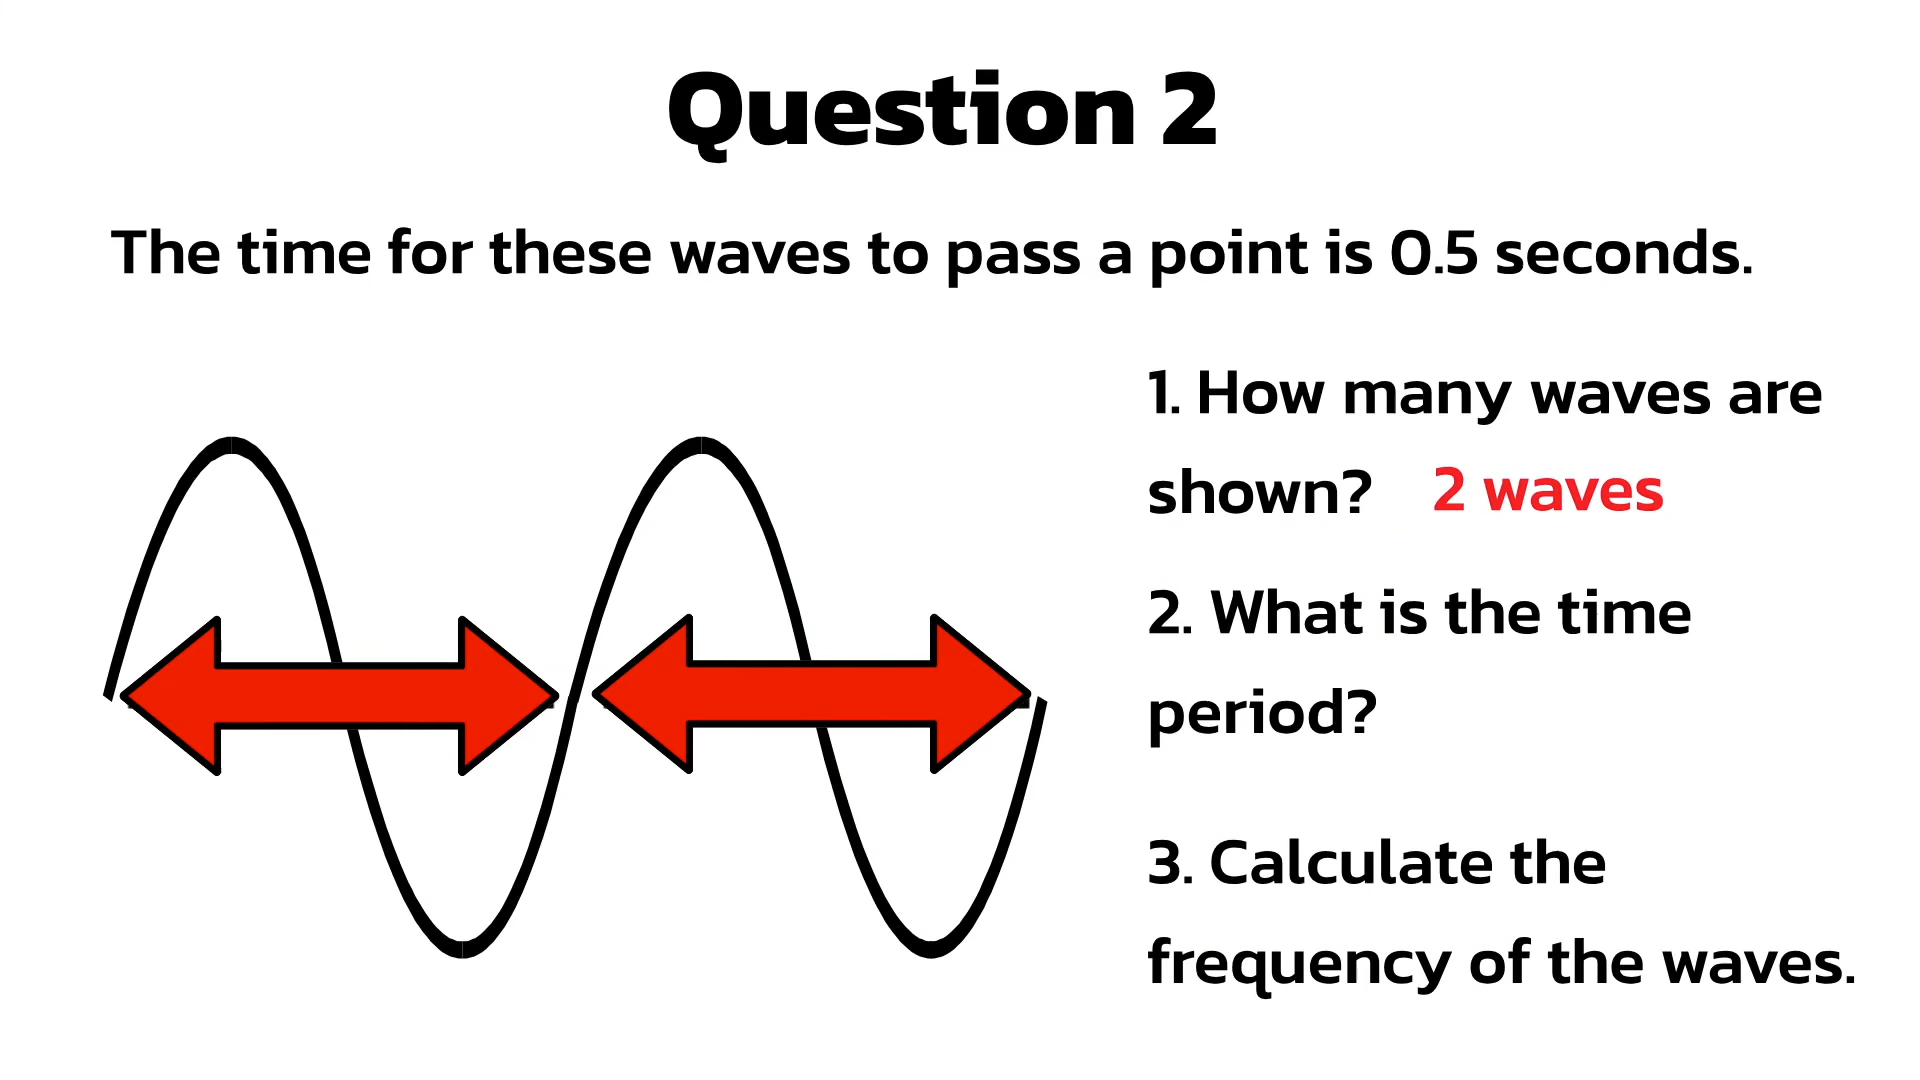 Question 2
The time for these waves to pass a point is 0.5 seconds.
1. How many waves are
shown? 2 waves
2. What is the time
period?
3. Calculate the
frequency of the waves.